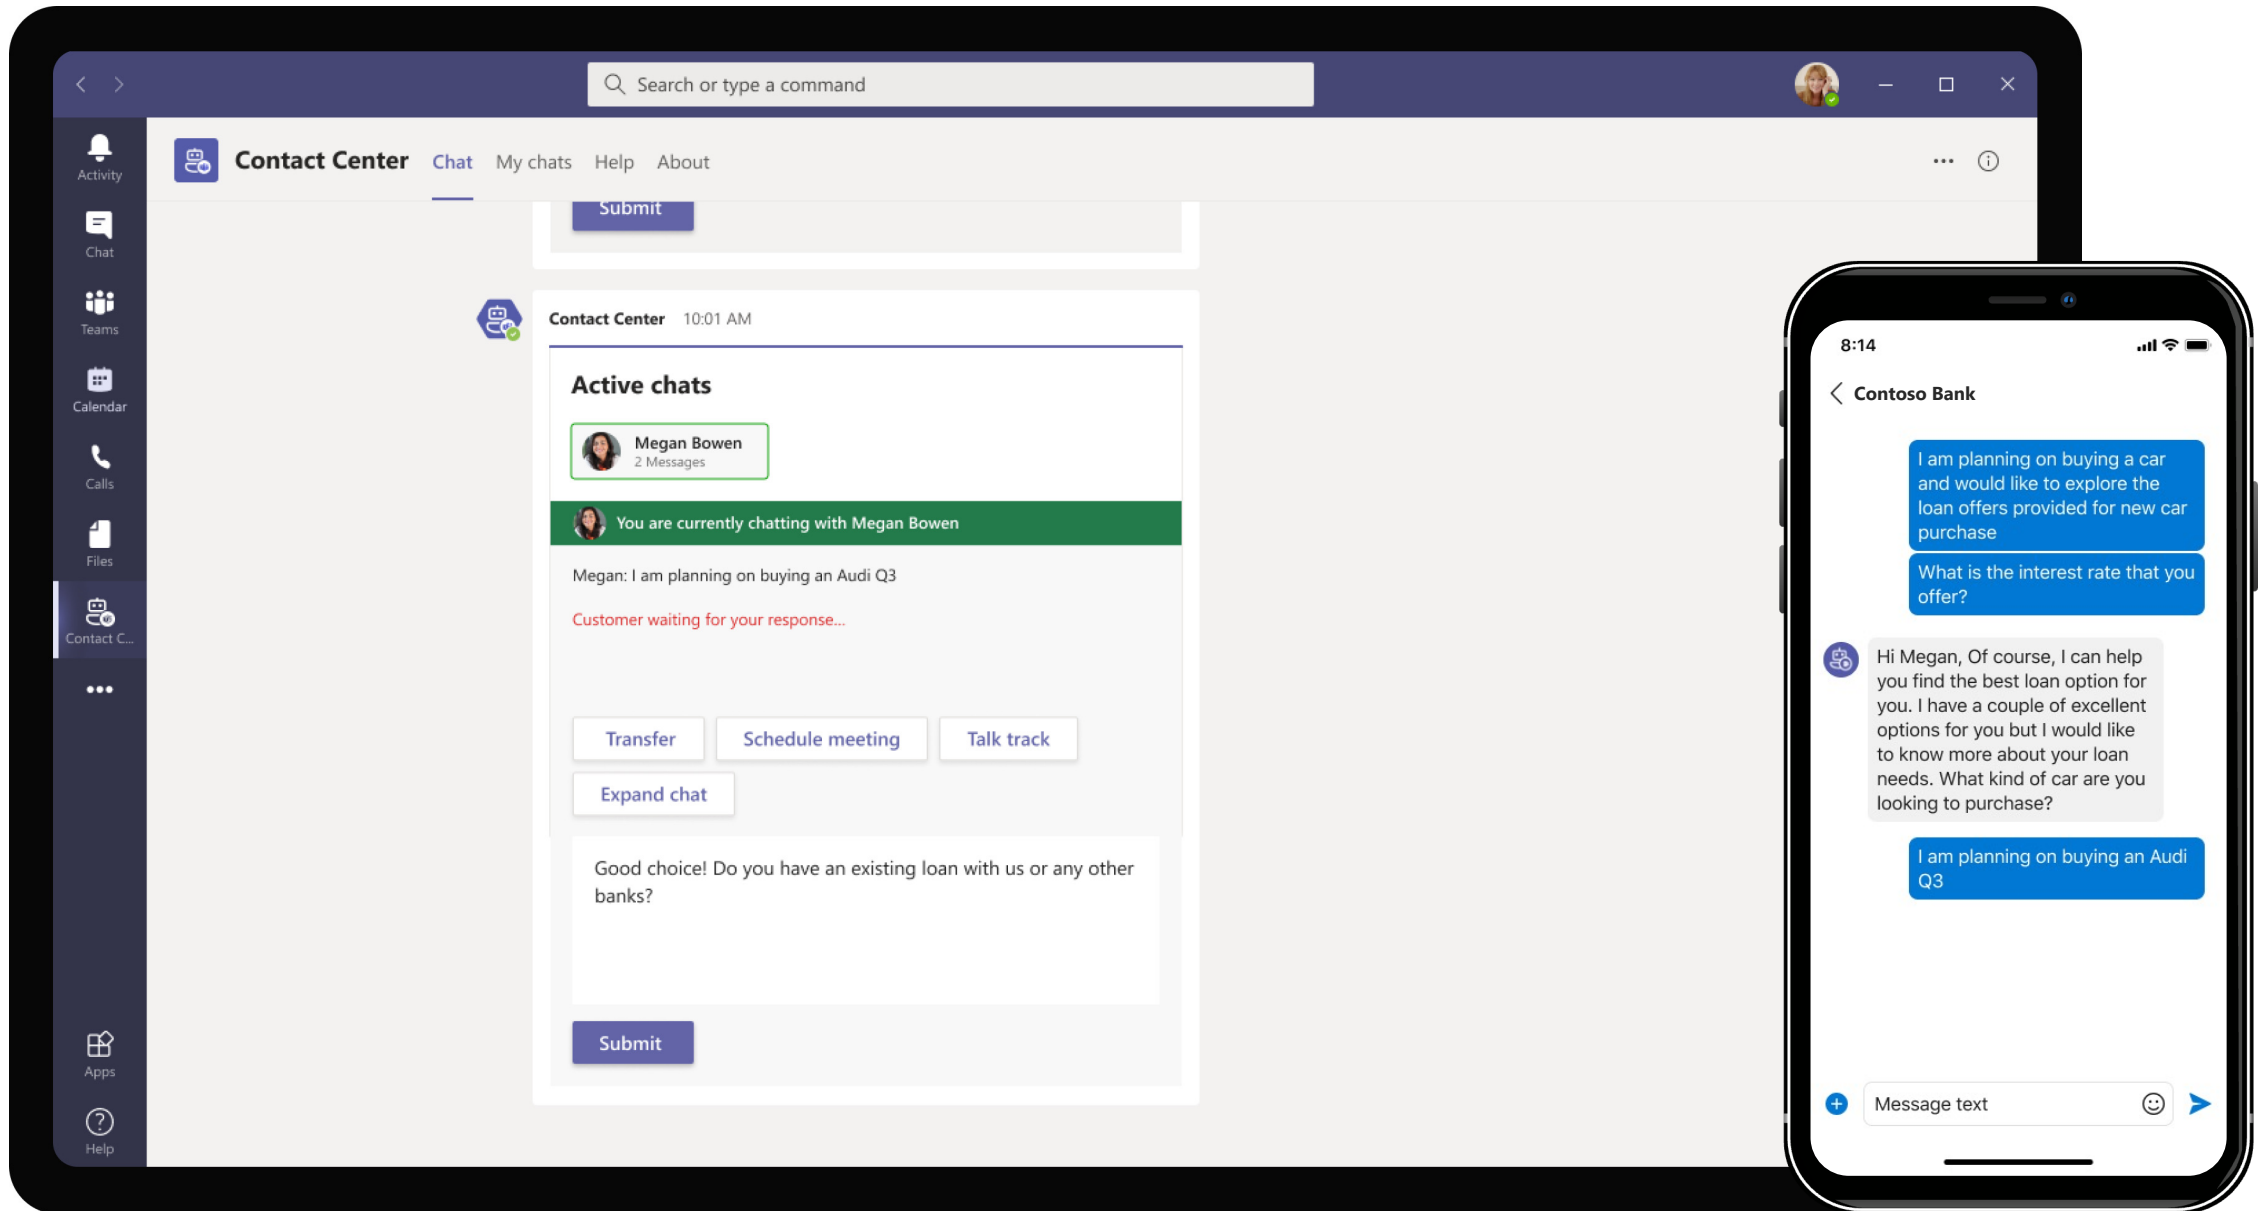 Search or type a command
Activity
Chat
Teams
Calendar
Calls
Files
Contact C...
Apps
Help
Contact Center
Chat
My chats
Help
About
Submit
Contact Center 10:01 AM
Active chats
Megan Bowen
2 Messages
You are currently chatting with Megan Bowen
Megan: I am planning on buying an Audi Q3
Customer waiting for your response...
Transfer
Schedule meeting
Talk track
Expand chat
Good choice! Do you have an existing loan with us or any other
banks?
Submit
8:14
Contoso Bank
I am planning on buying a car
and would like to explore the
loan offers provided for new car
purchase
What is the interest rate that you
offer?
Hi Megan, Of course, I can help
you find the best loan option for
you. I have a couple of excellent
options for you but I would like
to know more about your loan
needs. What kind of car are you
looking to purchase?
I am planning on buying an Audi
Q3
Message text